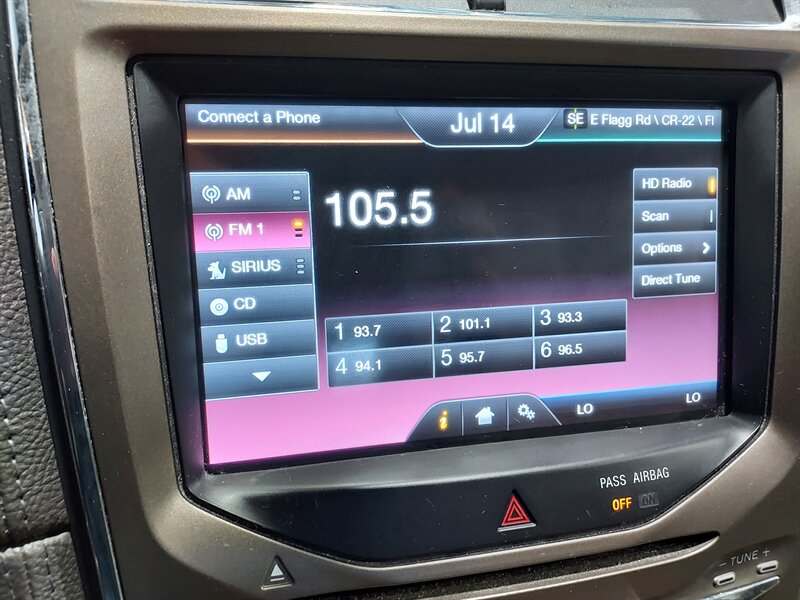 Connect a Phone
Jul 14
SE E Flagg Rd \ CR-22 \ Fl
AM
FM 1
SIRIUS
CD
USB
105.5
HD Radio
Scan
Options
Direct Tune
1 93.7 2 101.1 3 93.3
4 94.1 5 95.7 6 96.5
i
LO LO
PASS AIRBAG
OFF ON
- TUNE +